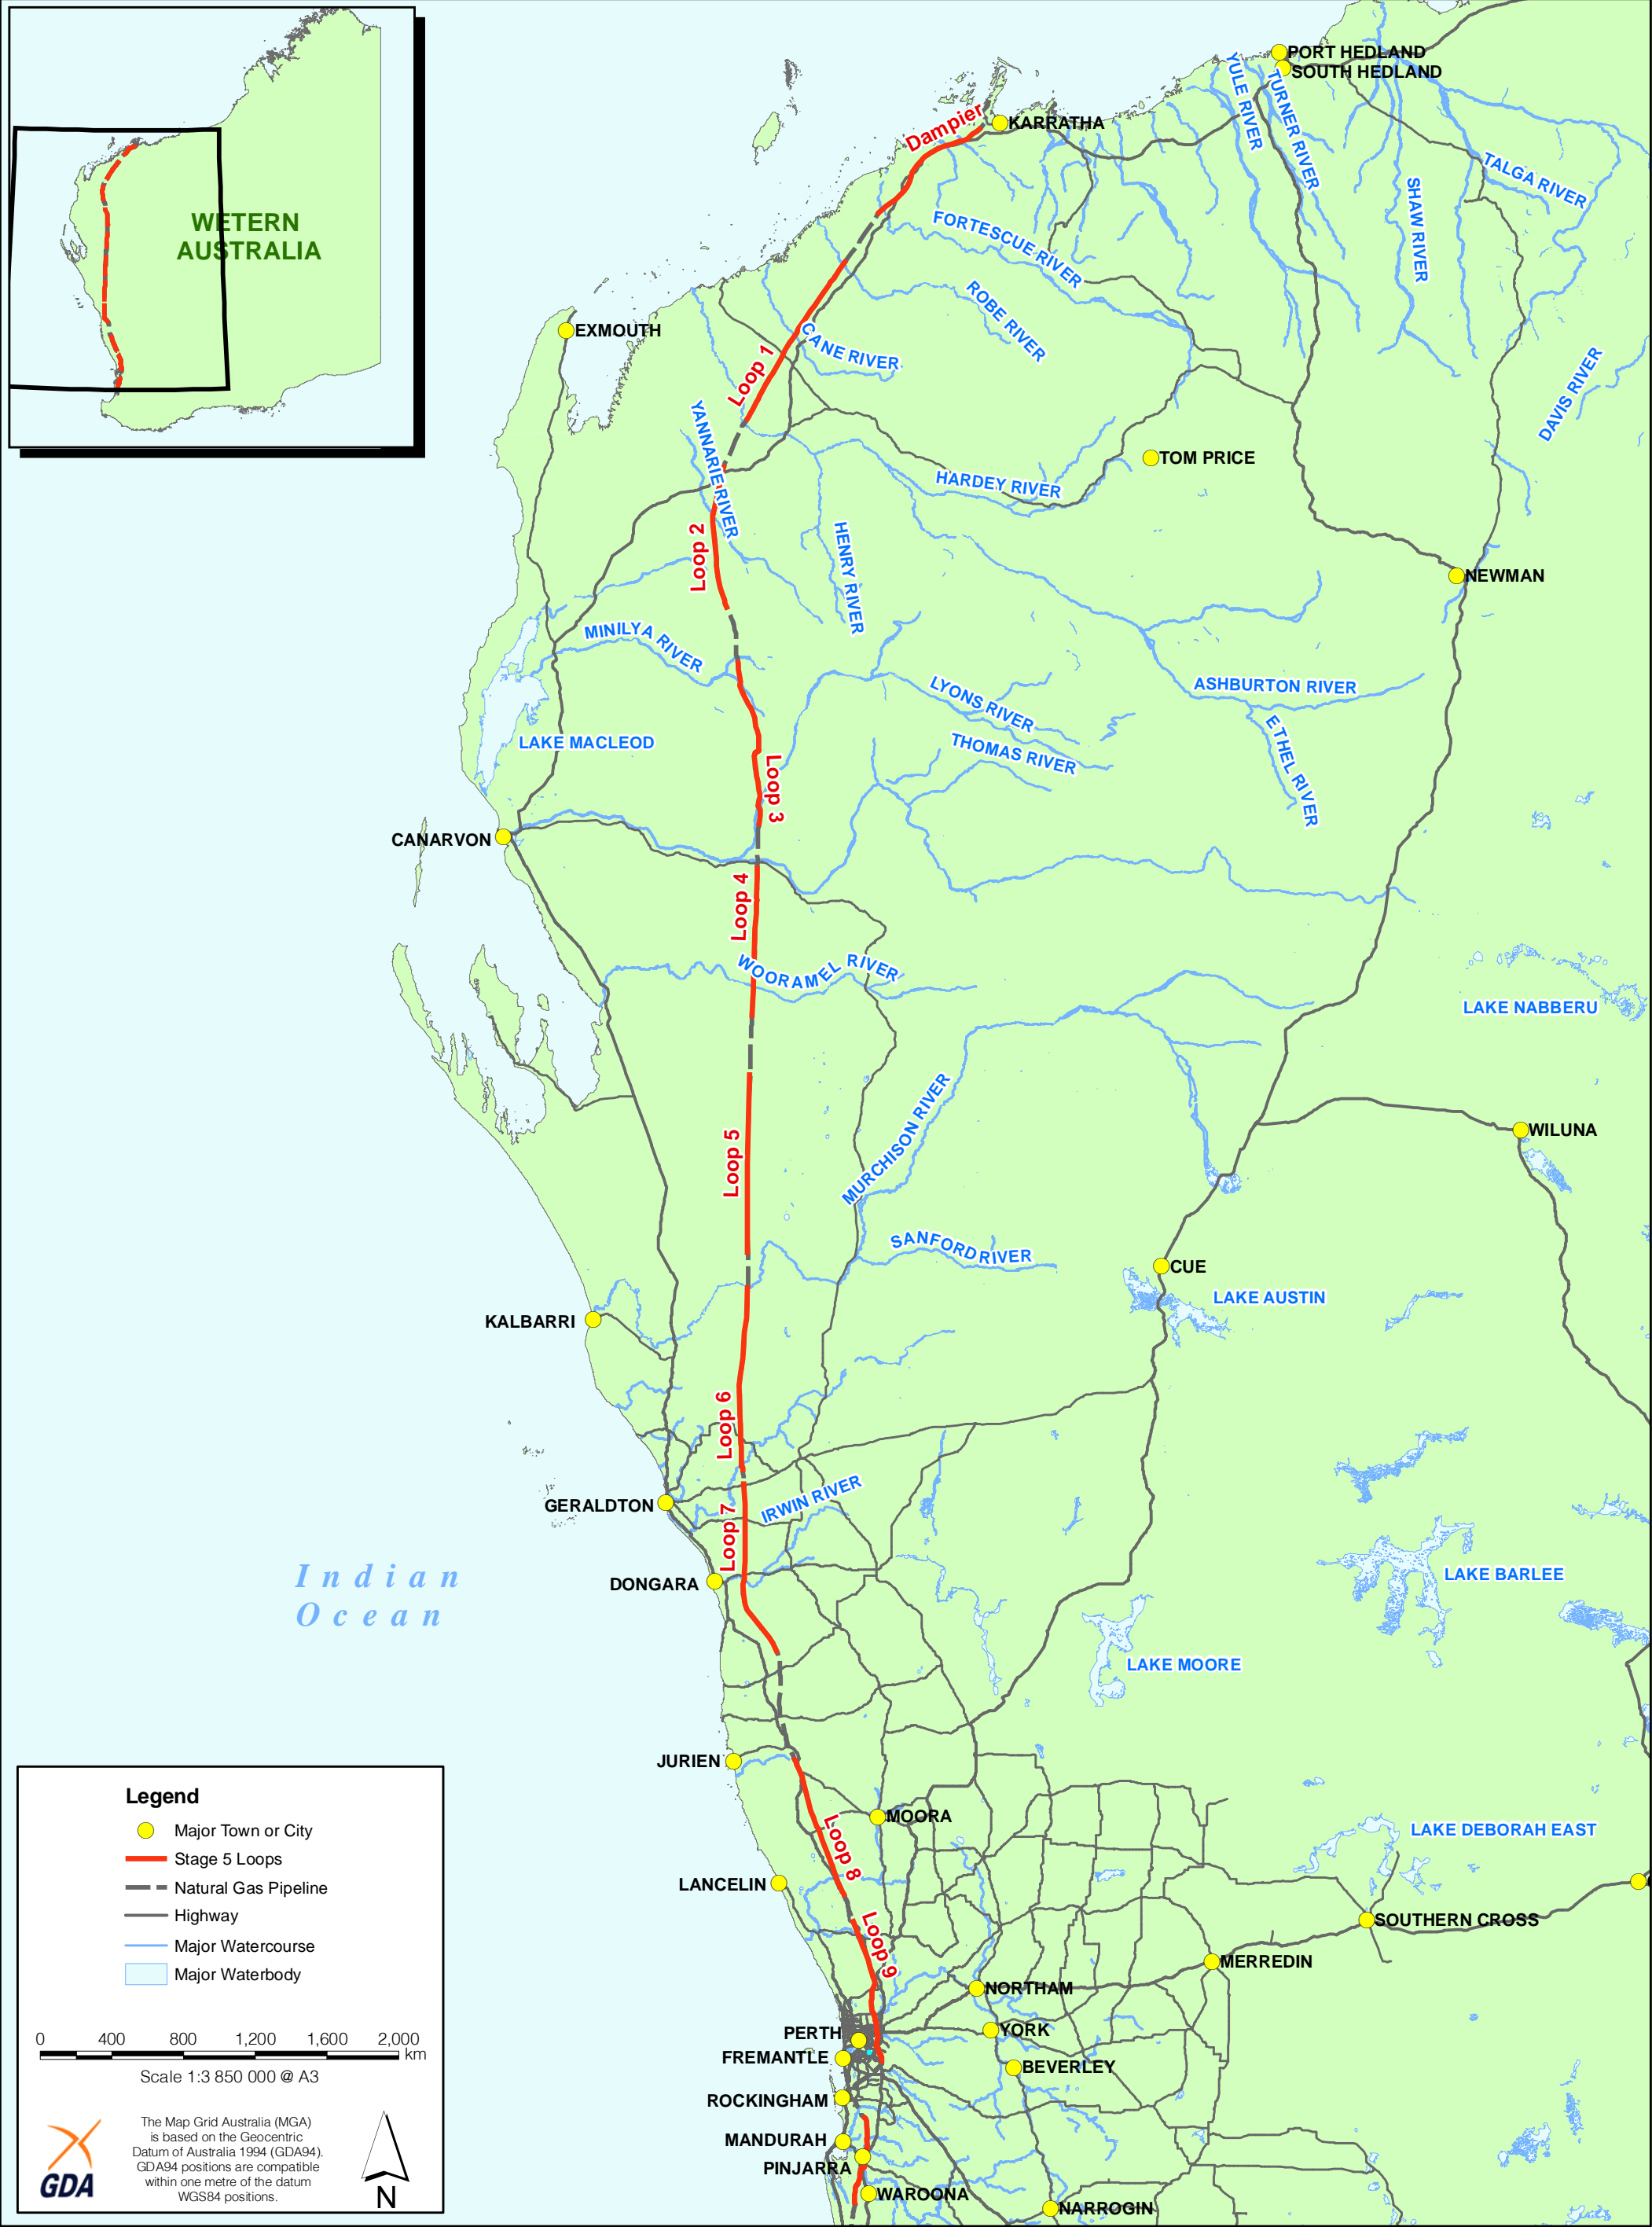 WETERN
AUSTRALIA
PORT HEDLAND
SOUTH HEDLAND
YULE RIVER
TURNER RIVER
Dampier
KARRATHA
TALGA RIVER
SHAW RIVER
FORTESCUE RIVER
ROBE RIVER
EXMOUTH
CANE RIVER
Loop 1
DAVIS RIVER
YANNARIE RIVER
TOM PRICE
HARDEY RIVER
Loop 2
HENRY RIVER
NEWMAN
MINILYA RIVER
LYONS RIVER
ASHBURTON RIVER
ETHEL RIVER
LAKE MACLEOD
THOMAS RIVER
Loop 3
CANARVON
Loop 4
WOORAMEL RIVER
LAKE NABBERU
MURCHISON RIVER
Loop 5
WILUNA
SANFORD RIVER
CUE
LAKE AUSTIN
KALBARRI
Loop 6
IRWIN RIVER
GERALDTON
Loop 7
Indian
Ocean
DONGARA
LAKE BARLEE
LAKE MOORE
JURIEN
MOORA
LAKE DEBORAH EAST
Loop 8
LANCELIN
SOUTHERN CROSS
Loop 9
MERREDIN
NORTHAM
PERTH
YORK
FREMANTLE
BEVERLEY
ROCKINGHAM
MANDURAH
PINJARRA
WAROONA
NARROGIN
Legend
Major Town or City
Stage 5 Loops
Natural Gas Pipeline
Highway
Major Watercourse
Major Waterbody
0 400 800 1,200 1,600 2,000
km
Scale 1:3 850 000 @ A3
The Map Grid Australia (MGA)
is based on the Geocentric
Datum of Australia 1994 (GDA94).
GDA94 positions are compatible
within one metre of the datum
WGS84 positions.
GDA
N